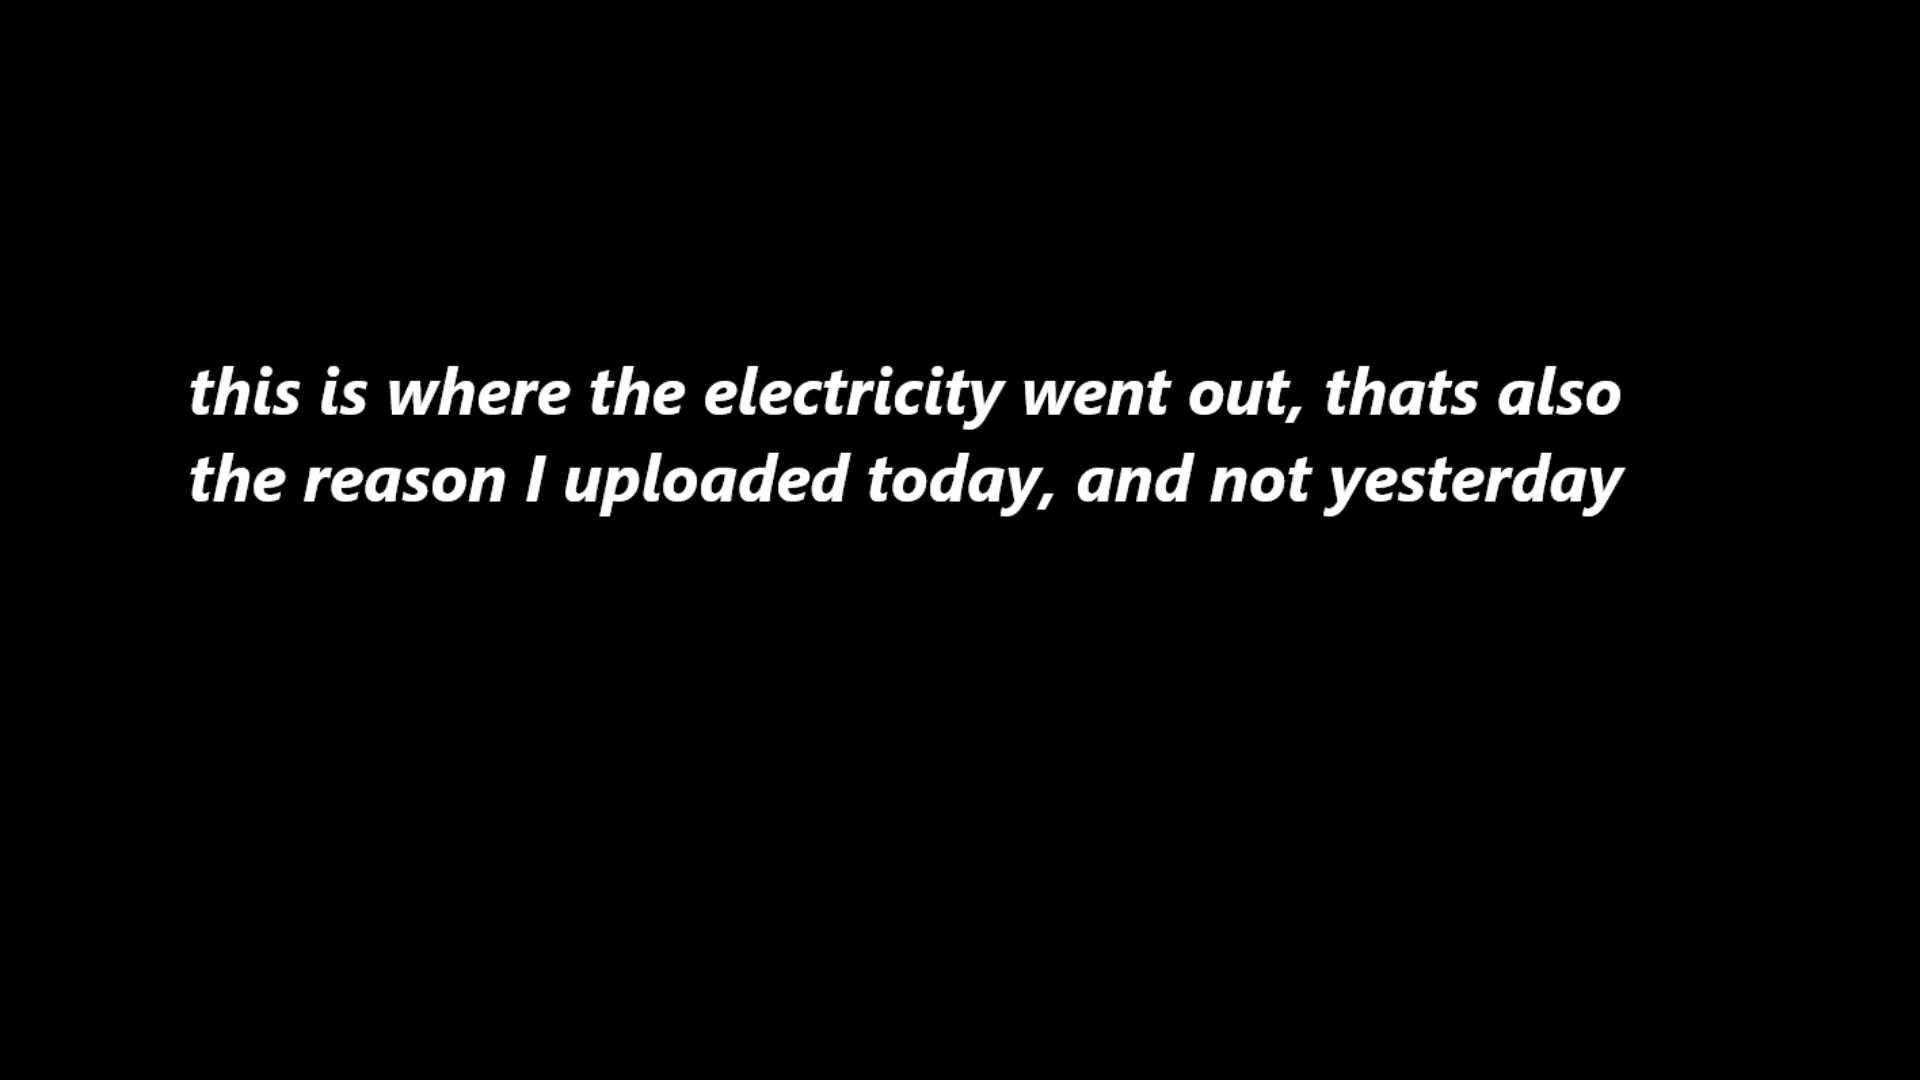 this is where the electricity went out, thats also
the reason I uploaded today, and not yesterday